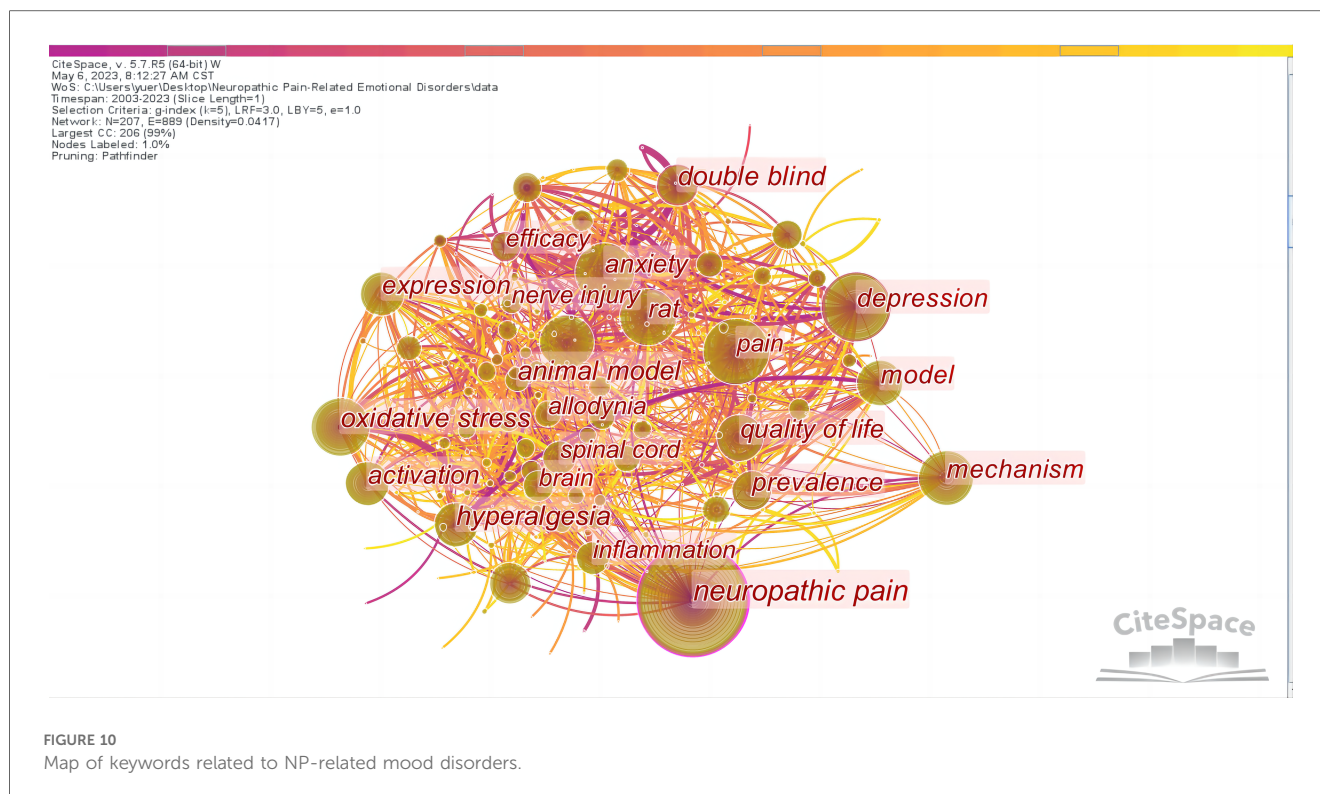 CiteSpace, v. 5.7.R5 (64-bit) W
May 6, 2023, 8:12:27 AM CST
WoS: C:\Users\yuer\Desktop\Neuropathic Pain-Related Emotional Disorders\data
Timespan: 2003-2023 (Slice Length=1)
Selection Criteria: g-index (k=5), LRF=3.0, LBY=5, e=1.0
Network: N=207, E=889 (Density=0.0417)
Largest CC: 206 (99%)
Nodes Labeled: 1.0%
Pruning: Pathfinder
double blind
efficacy
anxiety
expression
nerve injury
depression
rat
pain
animal model
model
allodynia
oxidative stress
quality of life
spinal cord
mechanism
activation
brain
prevalence
hyperalgesia
inflammation
neuropathic pain
CiteSpace
FIGURE 10
Map of keywords related to NP-related mood disorders.